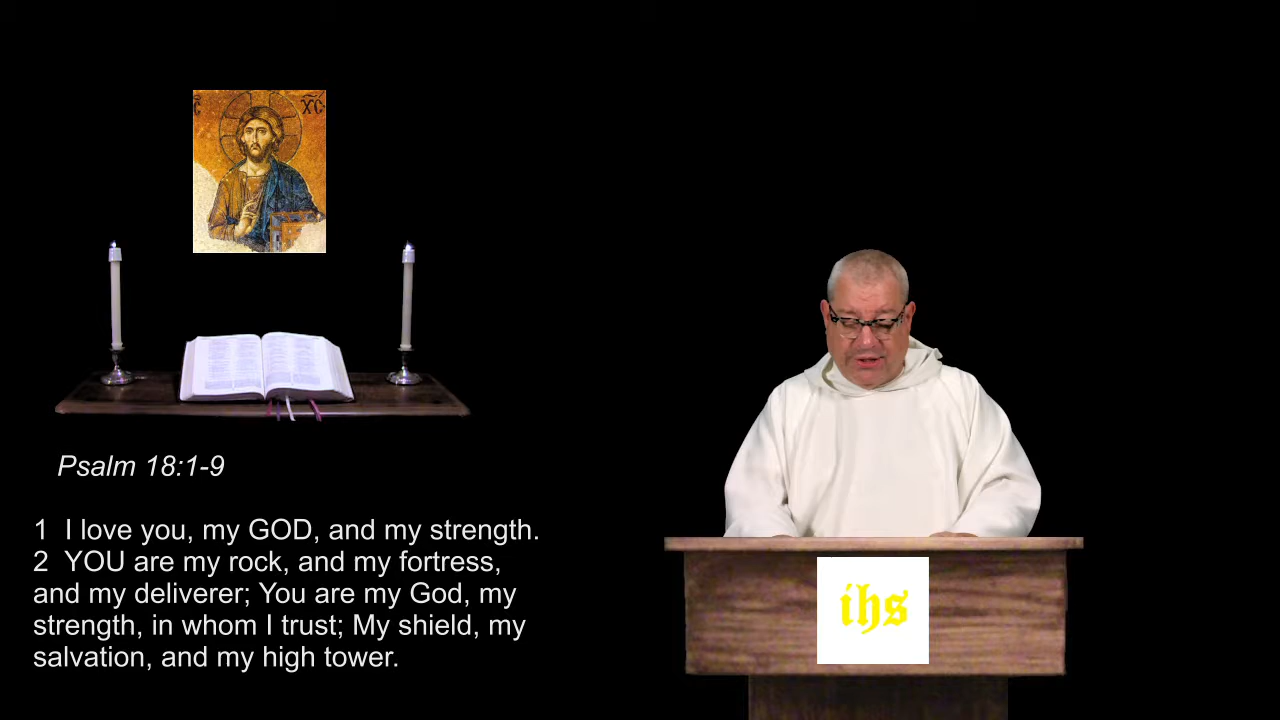 Psalm 18:1-9
1 I love you, my GOD, and my strength.
2 YOU are my rock, and my fortress,
and my deliverer; You are my God, my
strength, in whom I trust; My shield, my
salvation, and my high tower.
ihs